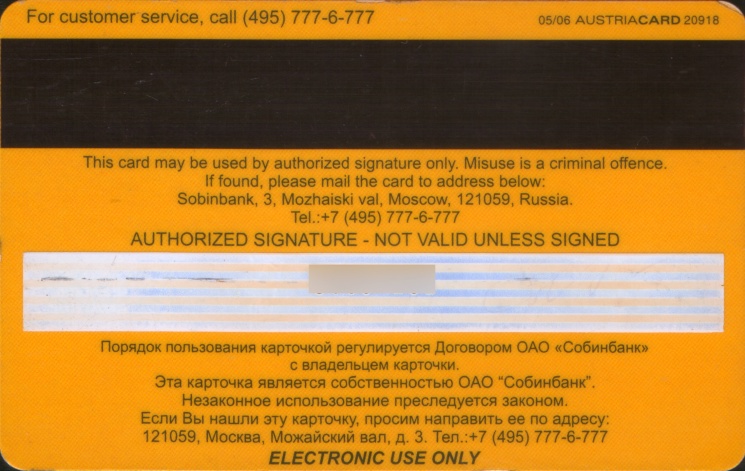 For customer service, call (495) 777-6-777
05/06 AUSTRIACARD 20918
This card may be used by authorized signature only. Misuse is a criminal offence.
If found, please mail the card to address below:
Sobinbank, 3, Mozhaiski val, Moscow, 121059, Russia.
Tel.:+7 (495) 777-6-777
AUTHORIZED SIGNATURE - NOT VALID UNLESS SIGNED
Порядок пользования карточкой регулируется Договором ОАО «Собинбанк»
с владельцем карточки.
Эта карточка является собственностью ОАО “Собинбанк”.
Незаконное использование преследуется законом.
Если Вы нашли эту карточку, просим направить ее по адресу:
121059, Москва, Можайский вал, д. 3. Тел.:+7 (495) 777-6-777
ELECTRONIC USE ONLY